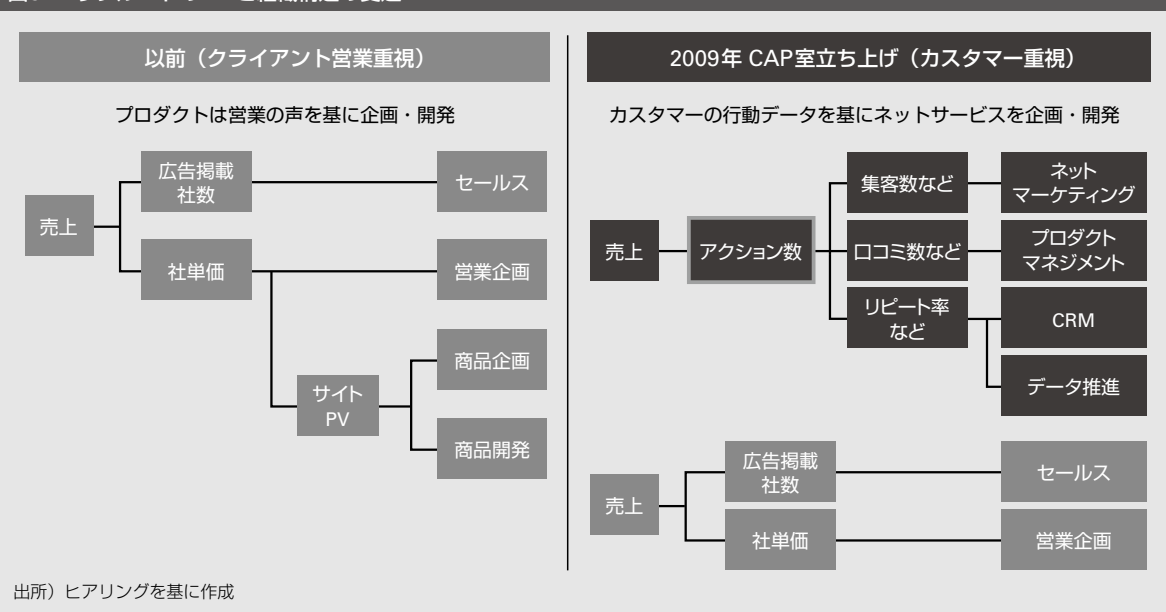 以前（クライアント営業重視）
プロダクトは営業の声を基に企画・開発
売上
広告掲載
社数
セールス
社単価
営業企画
サイト
PV
商品企画
商品開発
2009年 CAP室立ち上げ（カスタマー重視）
カスタマーの行動データを基にネットサービスを企画・開発
売上
アクション数
集客数など
ネット
マーケティング
口コミ数など
プロダクト
マネジメント
リピート率
など
CRM
データ推進
売上
広告掲載
社数
セールス
社単価
営業企画
出所）ヒアリングを基に作成